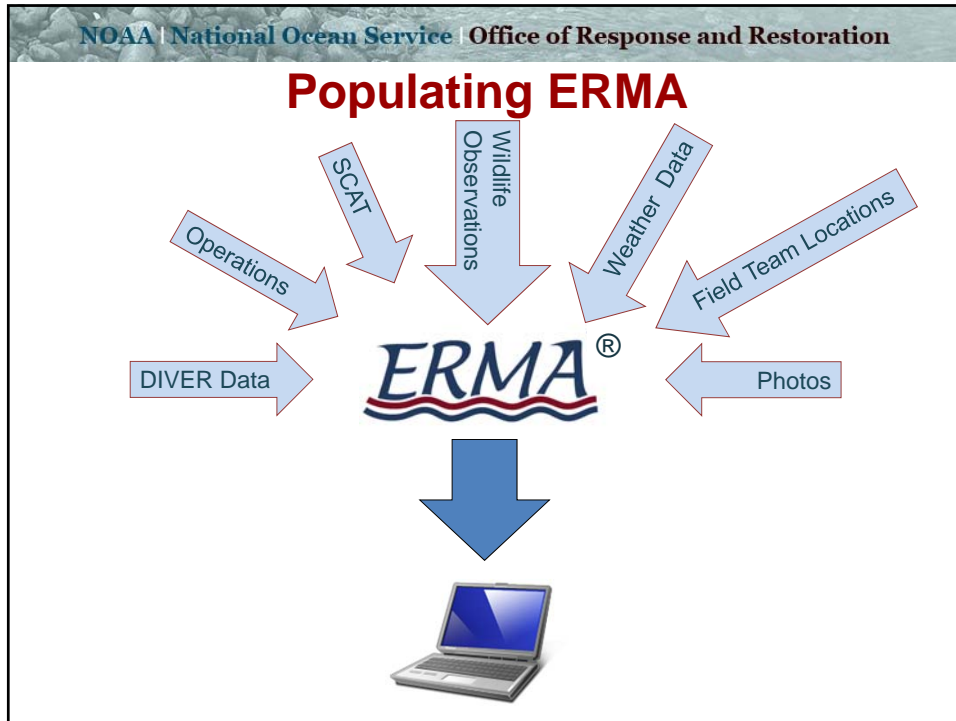 NOAA | National Ocean Service | Office of Response and Restoration
Populating ERMA
DIVER Data
Operations
SCAT
Wildlife
Observations
Weather Data
Field Team Locations
Photos
ERMA®